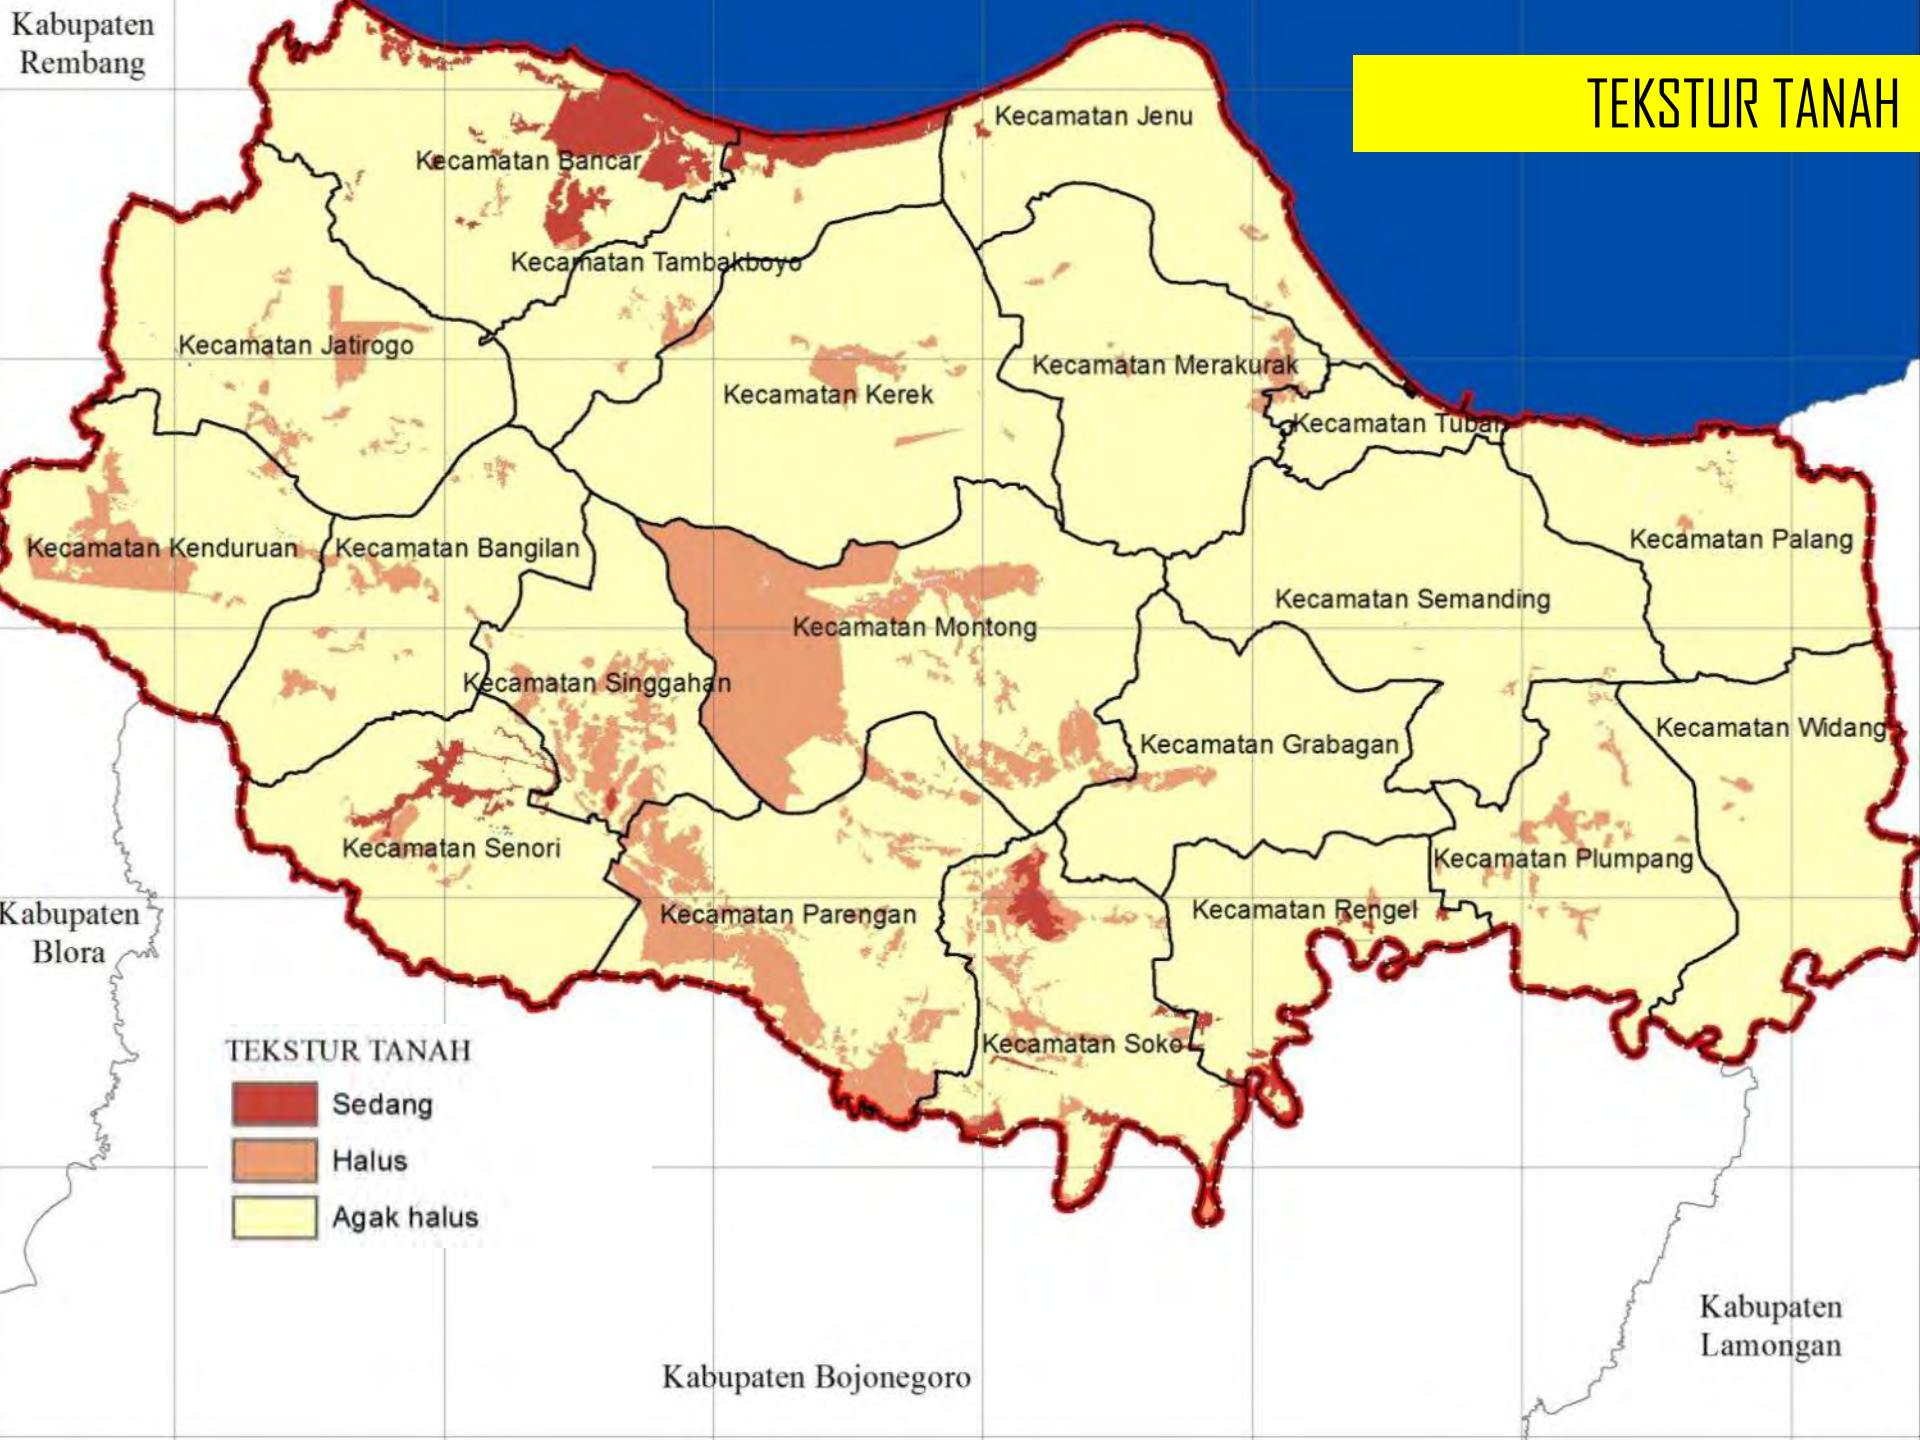 Kabupaten
Rembang
TEKSTUR TANAH
Kecamatan Jenu
Kecamatan Bancar
Kecamatan Tambakboyo
Kecamatan Jatirogo
Kecamatan Kerek
Kecamatan Merakurak
Kecamatan Tuban
Kecamatan Kenduruan
Kecamatan Bangilan
Kecamatan Palang
Kecamatan Semanding
Kecamatan Montong
Kecamatan Singgahan
Kecamatan Widang
Kecamatan Grabagan
Kecamatan Senori
Kecamatan Plumpang
Kecamatan Parengan
Kecamatan Rengel
Kabupaten
Blora
Kecamatan Soko
TEKSTUR TANAH
Sedang
Halus
Agak halus
Kabupaten
Lamongan
Kabupaten Bojonegoro